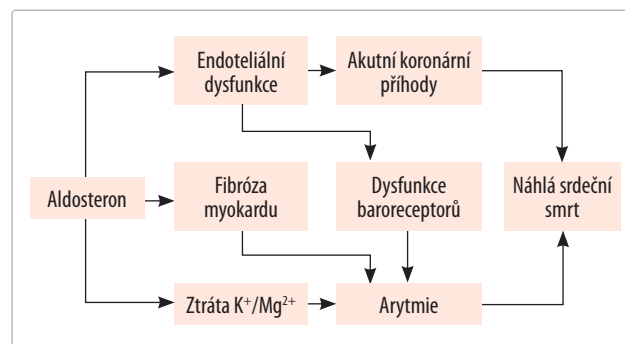 Endoteliální
dysfunkce
Akutní koronární
příhody
Aldosteron
Fibróza
myokardu
Dysfunkce
baroreceptorů
Náhlá srdeční
smrt
Ztráta K⁺/Mg²⁺
Arytmie